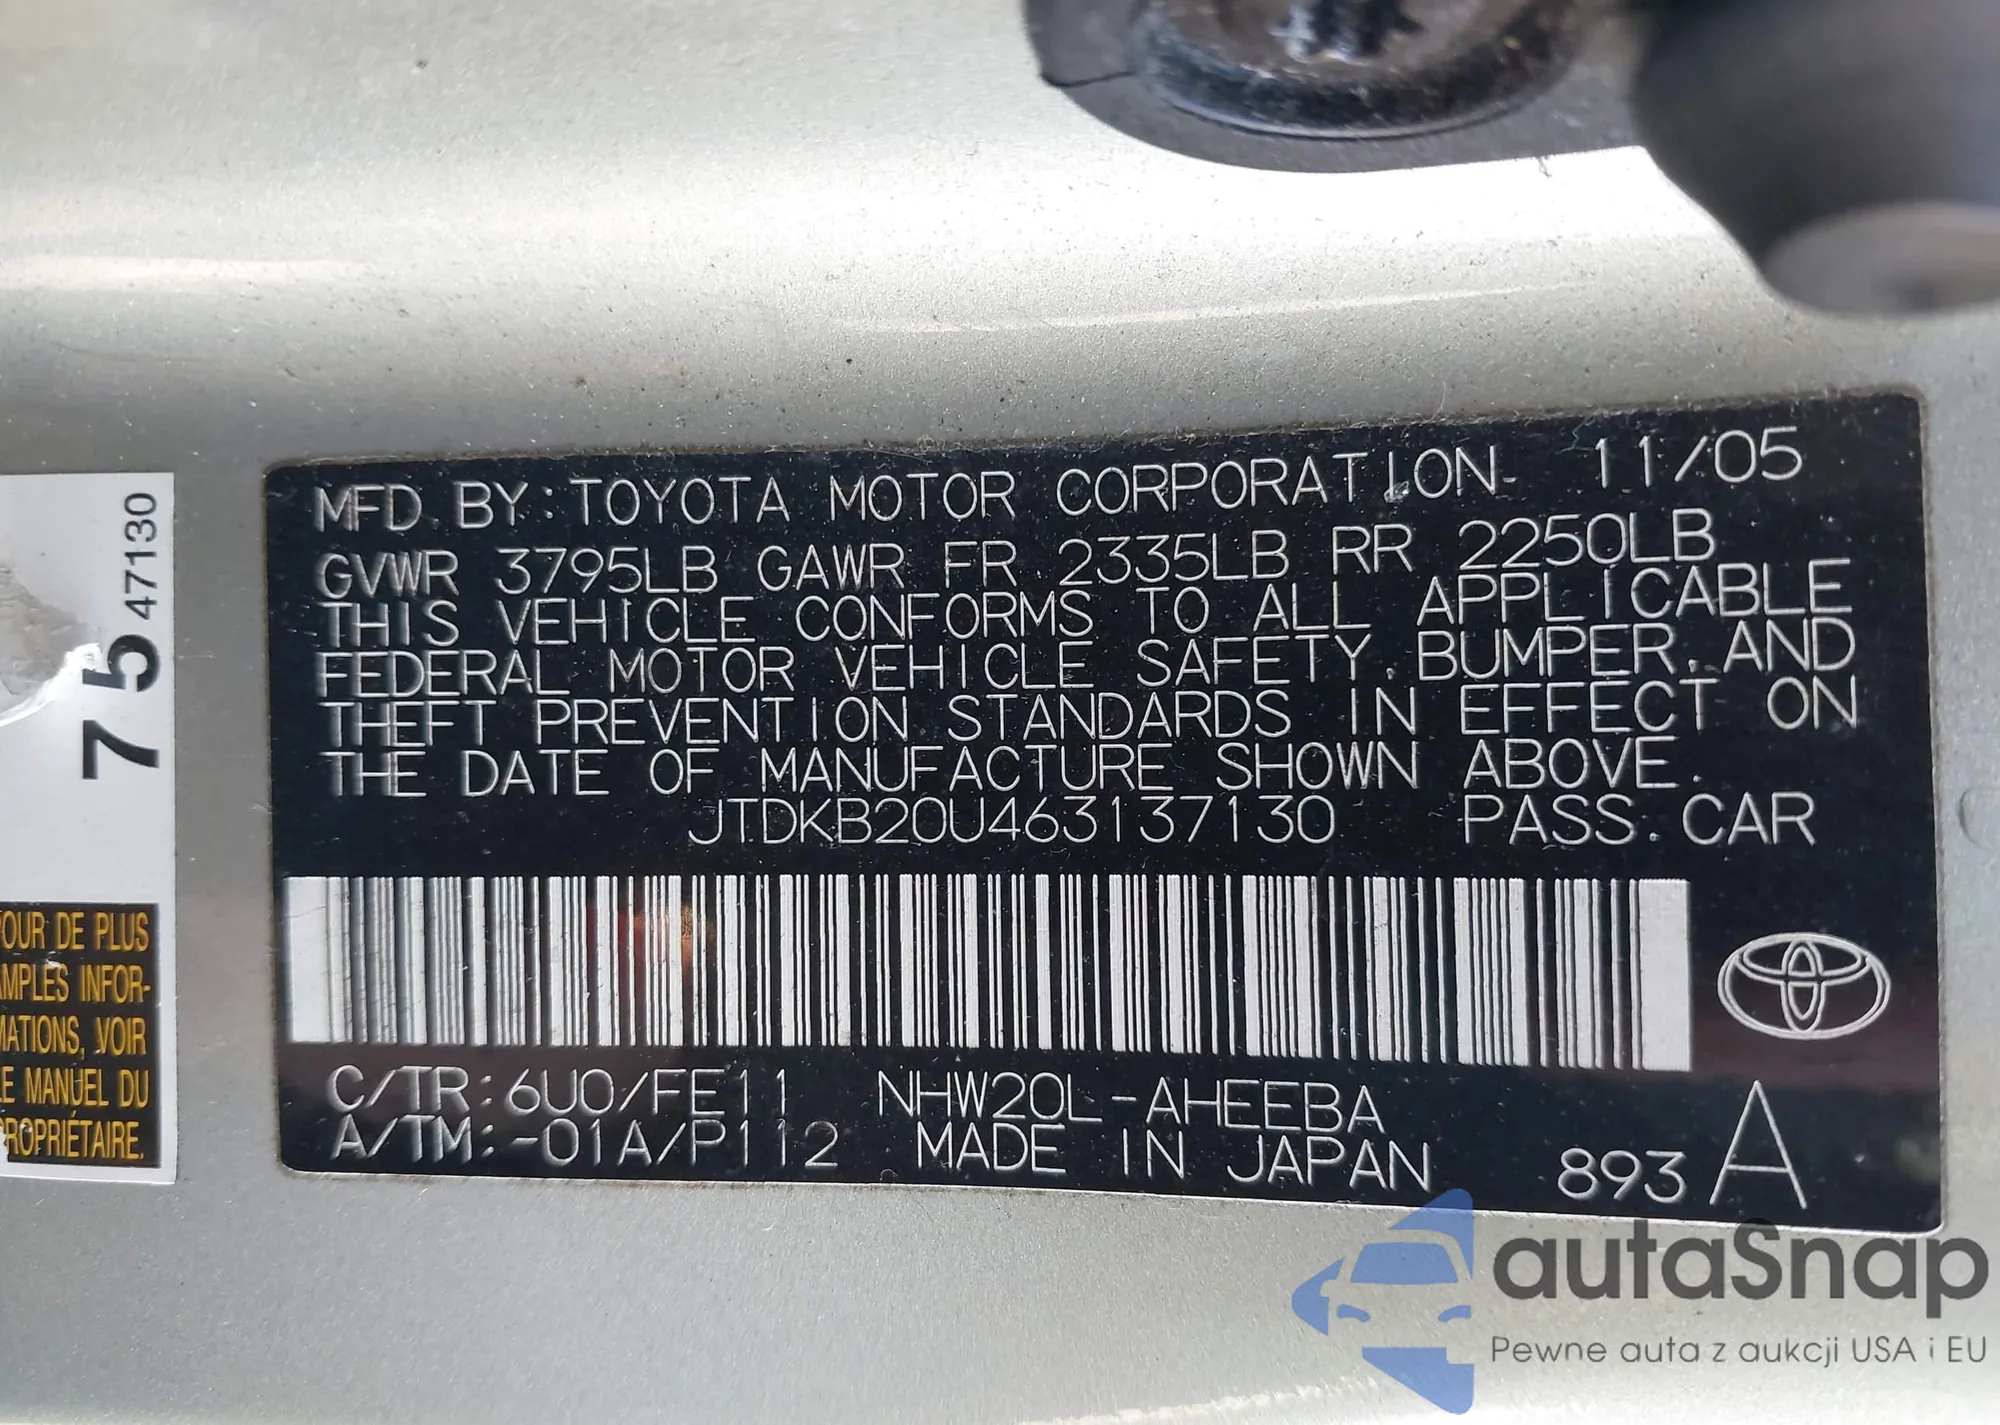 MFD. BY: TOYOTA MOTOR CORPORATION 11/05
GVWR 3795LB GAWR FR 2335LB RR 2250LB
THIS VEHICLE CONFORMS TO ALL APPLICABLE
FEDERAL MOTOR VEHICLE SAFETY, BUMPER, AND
THEFT PREVENTION STANDARDS IN EFFECT ON
THE DATE OF MANUFACTURE SHOWN ABOVE.
JTDKB20U463137130 PASS. CAR
C/TR: 6U0/FE11 NHW20L-AHEEBA
A/TM: -01A/P112 MADE IN JAPAN 893 A
75 47130
OUR DE PLUS
AMPLES INFOR-
MATIONS, VOIR
LE MANUEL DU
ROPRIÉTAIRE.
autoSnap
Pewne auta z aukcji USA i EU